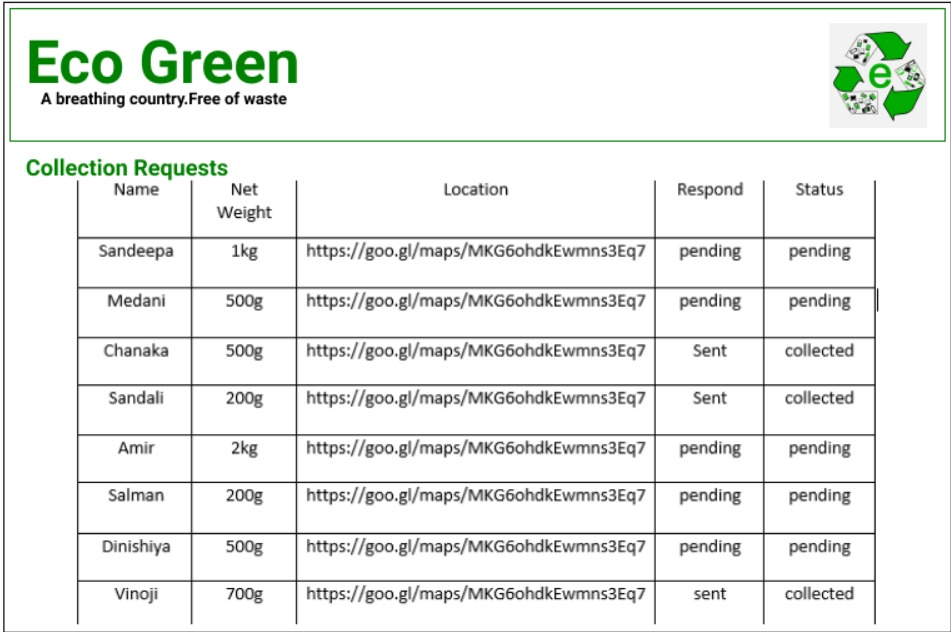 Eco Green
A breathing country.Free of waste
e
Collection Requests
Name Net Weight Location Respond Status
Sandeepa 1kg https://goo.gl/maps/MKG6ohdkEwmns3Eq7 pending pending
Medani 500g https://goo.gl/maps/MKG6ohdkEwmns3Eq7 pending pending
Chanaka 500g https://goo.gl/maps/MKG6ohdkEwmns3Eq7 Sent collected
Sandali 200g https://goo.gl/maps/MKG6ohdkEwmns3Eq7 Sent collected
Amir 2kg https://goo.gl/maps/MKG6ohdkEwmns3Eq7 pending pending
Salman 200g https://goo.gl/maps/MKG6ohdkEwmns3Eq7 pending pending
Dinishiya 500g https://goo.gl/maps/MKG6ohdkEwmns3Eq7 pending pending
Vinoji 700g https://goo.gl/maps/MKG6ohdkEwmns3Eq7 sent collected